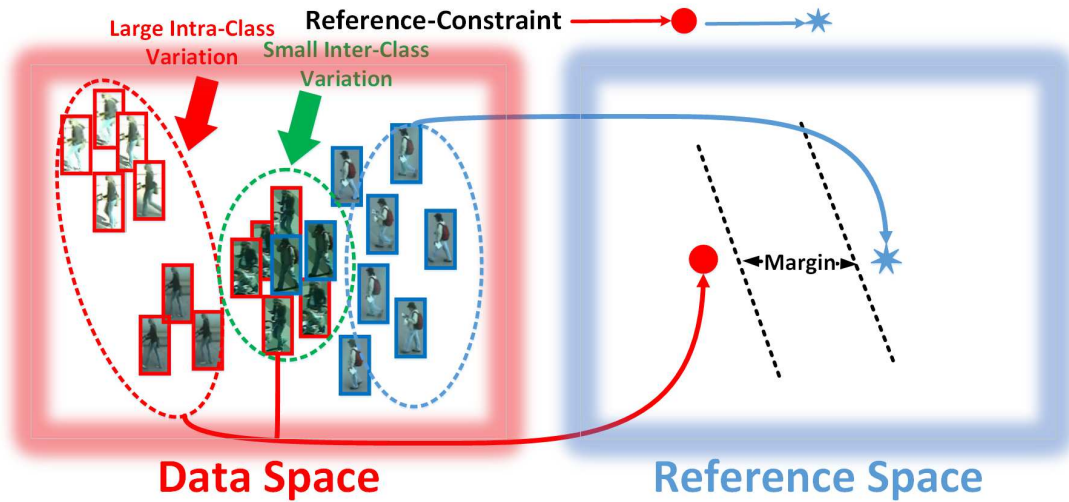 Reference-Constraint
Large Intra-Class
Variation
Small Inter-Class
Variation
Margin
Data Space
Reference Space